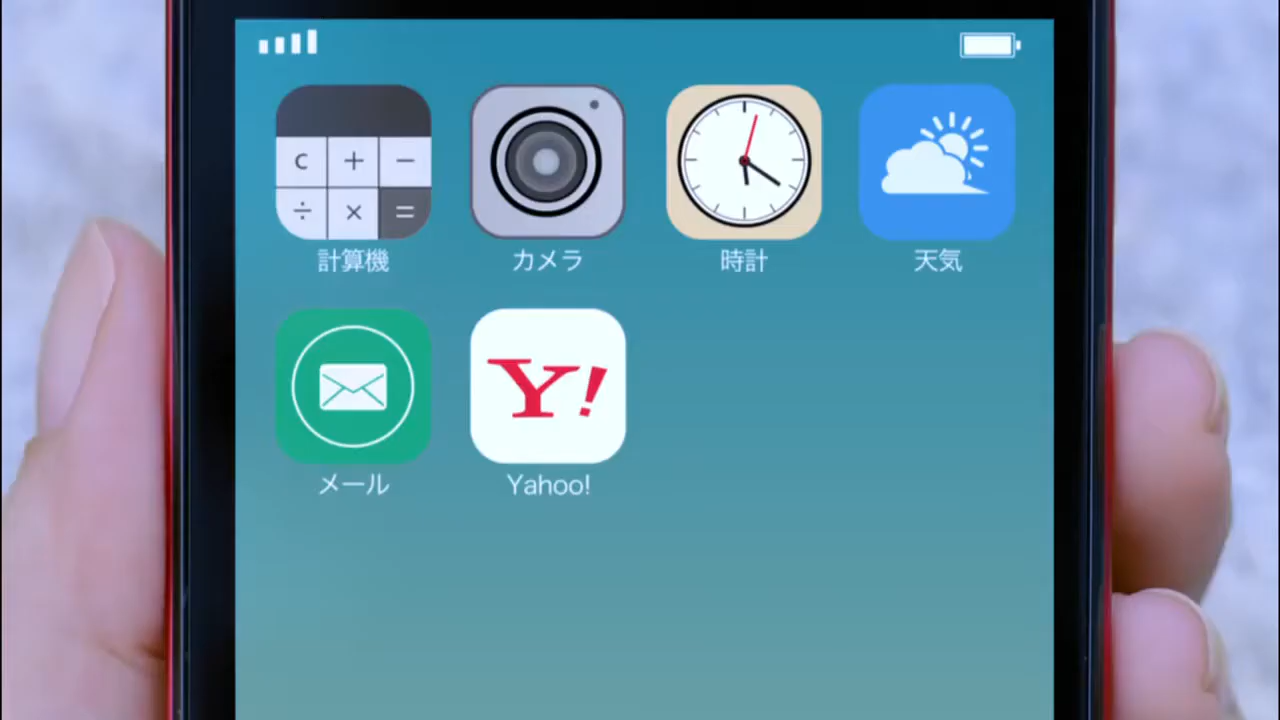 C + −
÷ × =
計算機 カメラ 時計 天気
Y!
メール Yahoo!